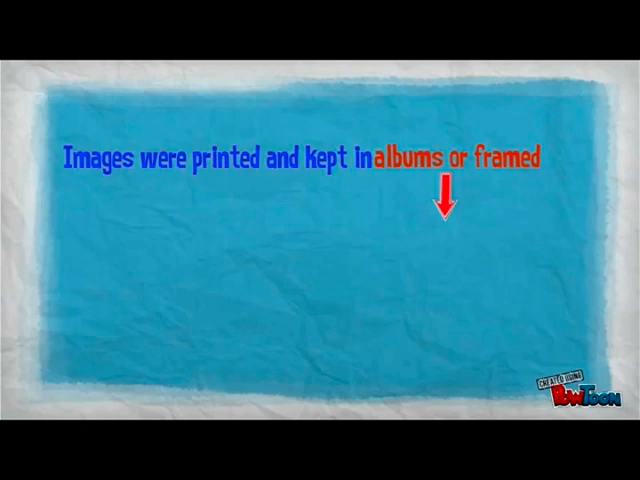 Images were printed and kept in albums or framed
CREATED USING
POWTOON